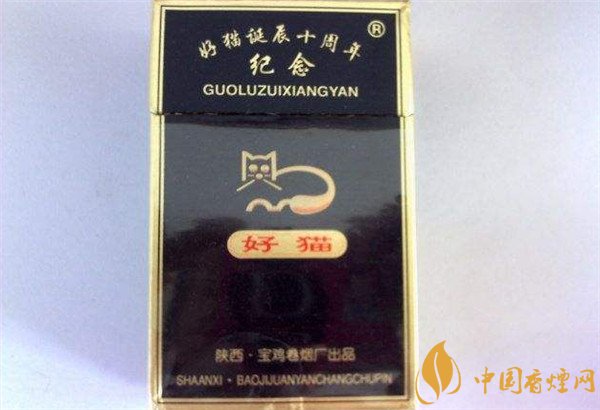 好猫诞辰十周年
®
纪念
GUOLUZUIXIANGYAN
好猫
陕西·宝鸡卷烟厂出品
SHAANXI·BAOJIJUANYANCHANGCHUPIN
中国香烟网